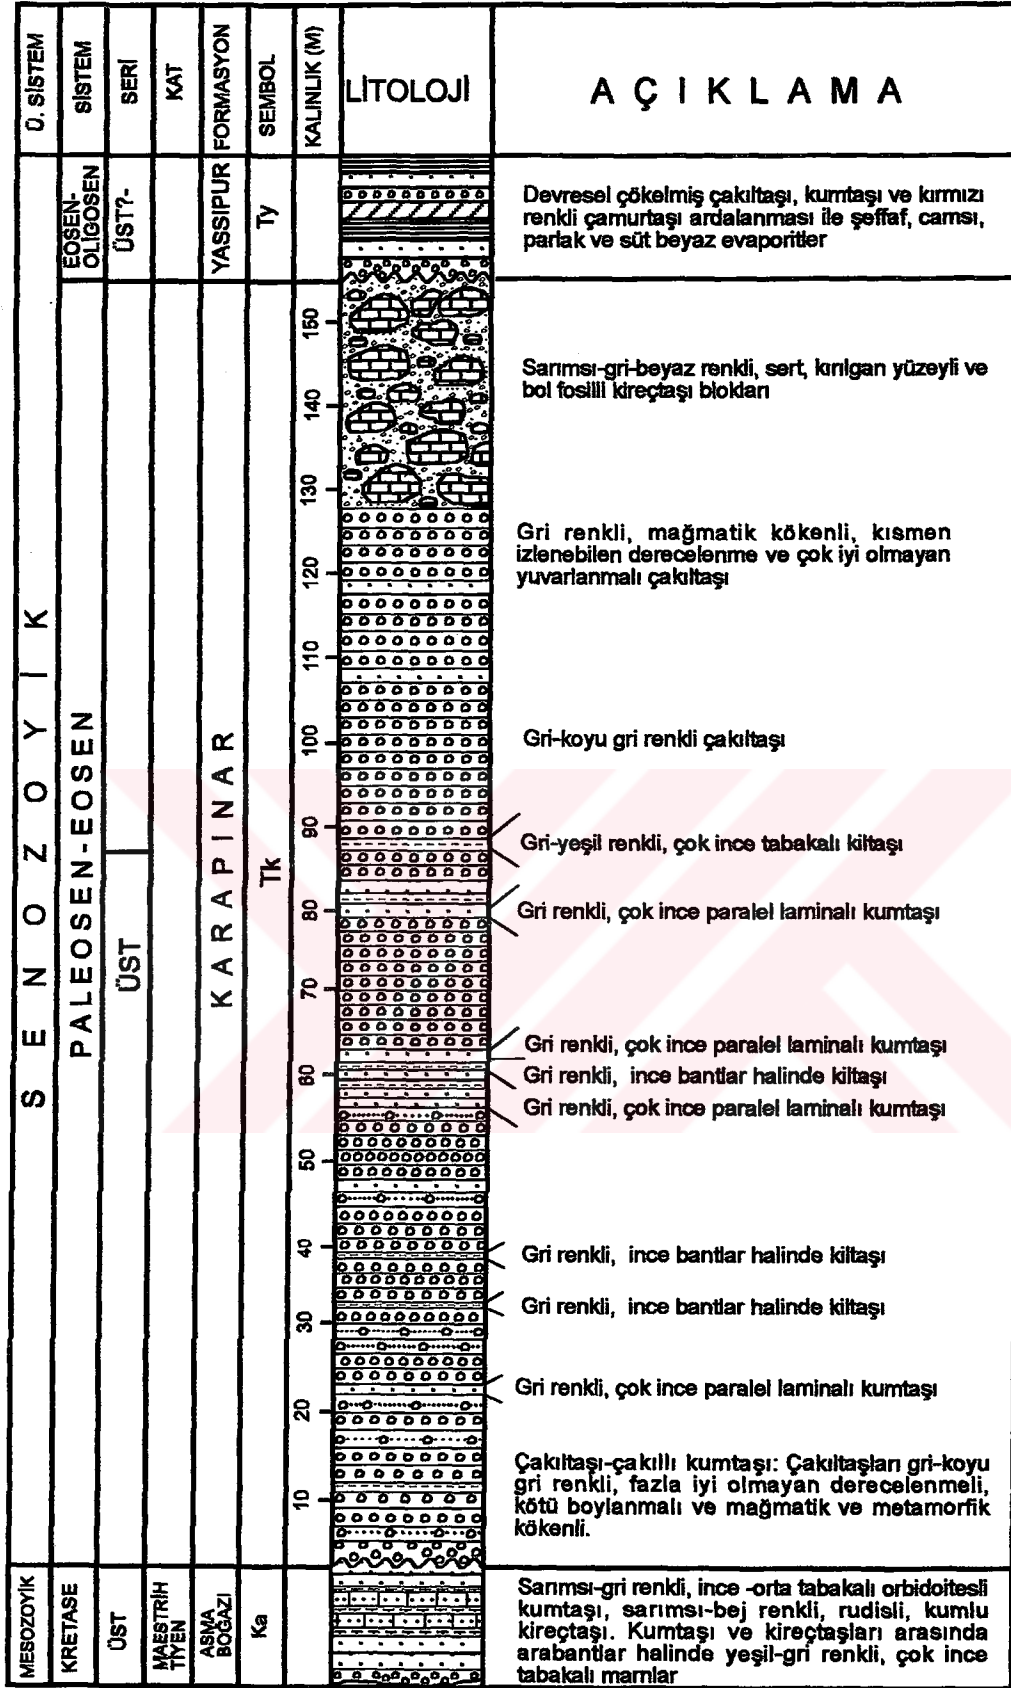 Ü. SİSTEM
SİSTEM
SERİ
KAT
FORMASYON
SEMBOL
KALINLIK (M)
LİTOLOJİ
AÇIKLAMA
EOSEN-
OLİGOSEN
ÜST?-
YASSIPUR
Ty
Devresel çökelmiş çakıltaşı, kumtaşı ve kırmızı
renkli çamurtaşı ardalanması ile şeffaf, camsı,
parlak ve süt beyaz evaporitler
SENOZOYİK
PALEOSEN-EOSEN
ÜST
KARAPINAR
Tk
150
140
130
120
110
100
90
80
70
60
50
40
30
20
10
Sarımsı-gri-beyaz renkli, sert, kırılgan yüzeyli ve
bol fosilli kireçtaşı blokları
Gri renkli, mağmatik kökenli, kısmen
izlenebilen derecelenme ve çok iyi olmayan
yuvarlanmalı çakıltaşı
Gri-koyu gri renkli çakıltaşı
Gri-yeşil renkli, çok ince tabakalı kiltaşı
Gri renkli, çok ince paralel laminalı kumtaşı
Gri renkli, çok ince paralel laminalı kumtaşı
Gri renkli, ince bantlar halinde kiltaşı
Gri renkli, çok ince paralel laminalı kumtaşı
Gri renkli, ince bantlar halinde kiltaşı
Gri renkli, ince bantlar halinde kiltaşı
Gri renkli, çok ince paralel laminalı kumtaşı
Çakıltaşı-çakıllı kumtaşı: Çakıltaşları gri-koyu
gri renkli, fazla iyi olmayan derecelenmeli,
kötü boylanmalı ve mağmatik ve metamorfik
kökenli.
MESOZOYİK
KRETASE
ÜST
MAESTRİH
TİYEN
ASMA
BOĞAZI
Ka
Sarımsı-gri renkli, ince -orta tabakalı orbidoitesli
kumtaşı, sarımsı-bej renkli, rudisli, kumlu
kireçtaşı. Kumtaşı ve kireçtaşları arasında
arabantlar halinde yeşil-gri renkli, çok ince
tabakalı marnlar